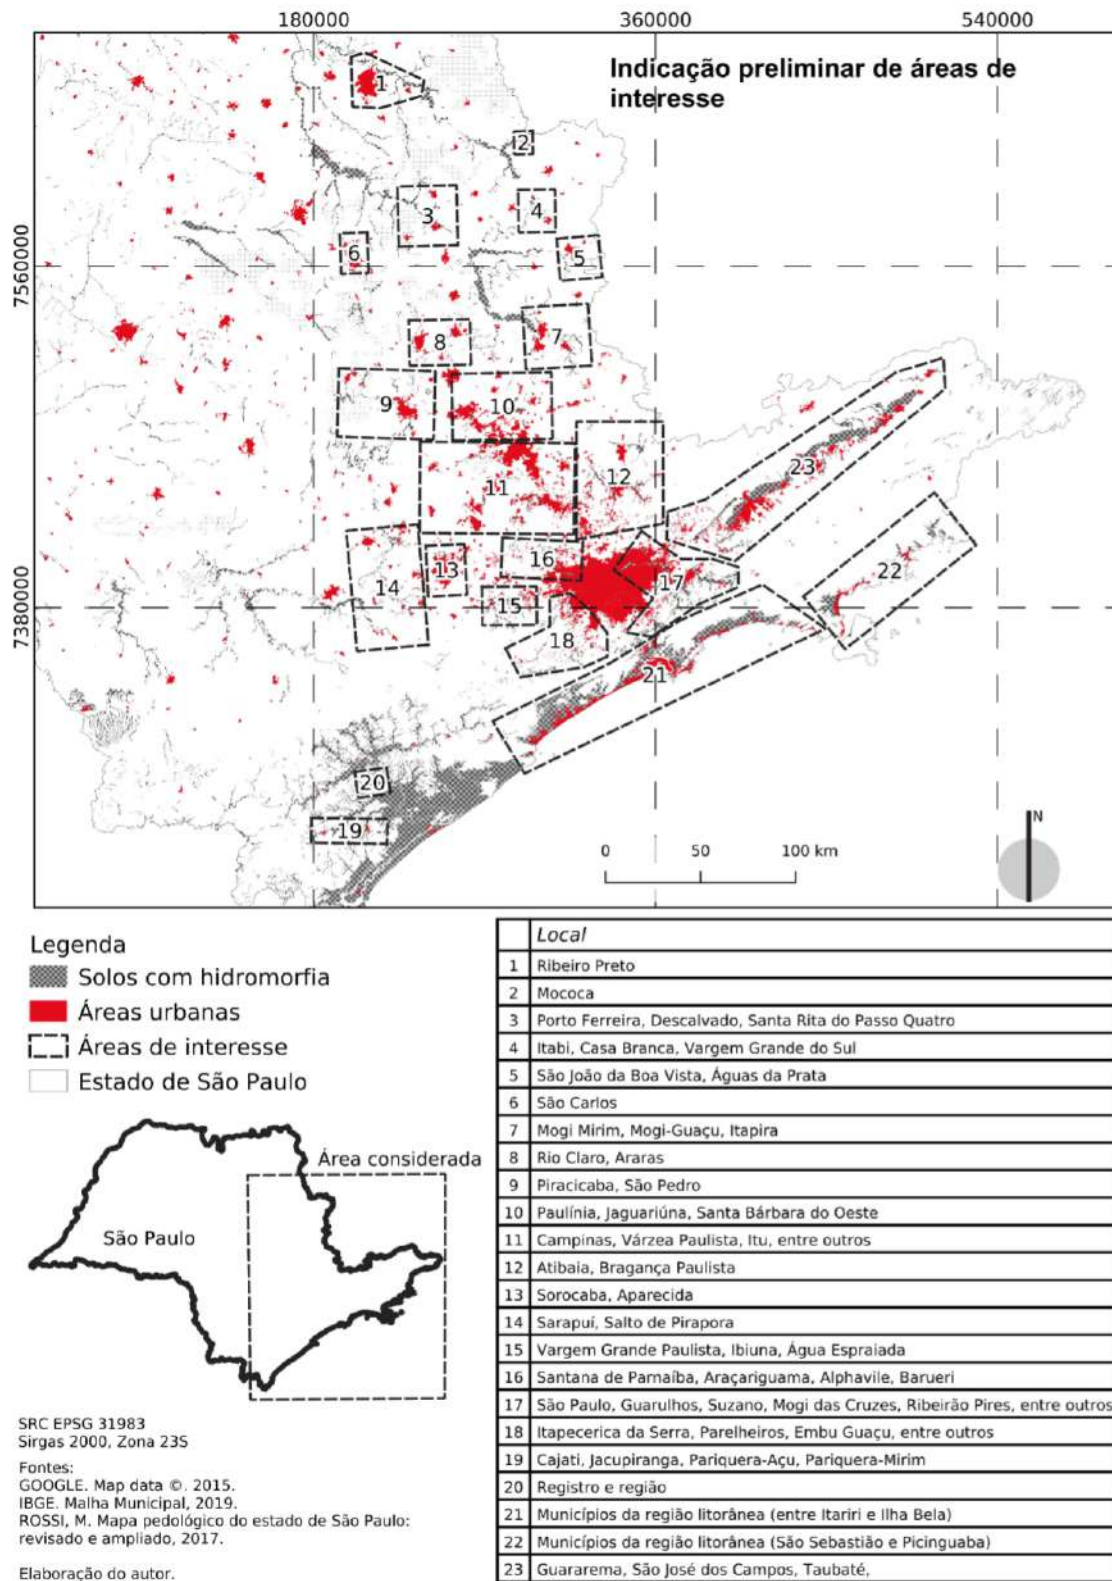 180000 360000 540000
Indicação preliminar de áreas de
interesse
1
2
3
4
5
6
7560000
7
8
9
10
11
12
23
16
13
17
14
22
15
7380000
18
21
20
19
N
0 50 100 km
Legenda
Solos com hidromorfia
Áreas urbanas
Áreas de interesse
Estado de São Paulo
Área considerada
São Paulo
SRC EPSG 31983
Sirgas 2000, Zona 23S
Fontes:
GOOGLE. Map data ©. 2015.
IBGE. Malha Municipal, 2019.
ROSSI, M. Mapa pedológico do estado de São Paulo:
revisado e ampliado, 2017.
Elaboração do autor.
Local
1 Ribeiro Preto
2 Mococa
3 Porto Ferreira, Descalvado, Santa Rita do Passo Quatro
4 Itabi, Casa Branca, Vargem Grande do Sul
5 São João da Boa Vista, Águas da Prata
6 São Carlos
7 Mogi Mirim, Mogi-Guaçu, Itapira
8 Rio Claro, Araras
9 Piracicaba, São Pedro
10 Paulínia, Jaguariúna, Santa Bárbara do Oeste
11 Campinas, Várzea Paulista, Itu, entre outros
12 Atibaia, Bragança Paulista
13 Sorocaba, Aparecida
14 Sarapuí, Salto de Pirapora
15 Vargem Grande Paulista, Ibiuna, Água Espraiada
16 Santana de Parnaíba, Araçariguama, Alphavile, Barueri
17 São Paulo, Guarulhos, Suzano, Mogi das Cruzes, Ribeirão Pires, entre outros
18 Itapecerica da Serra, Parelheiros, Embu Guaçu, entre outros
19 Cajati, Jacupiranga, Pariquera-Açu, Pariquera-Mirim
20 Registro e região
21 Municípios da região litorânea (entre Itariri e Ilha Bela)
22 Municípios da região litorânea (São Sebastião e Picinguaba)
23 Guararema, São José dos Campos, Taubaté,